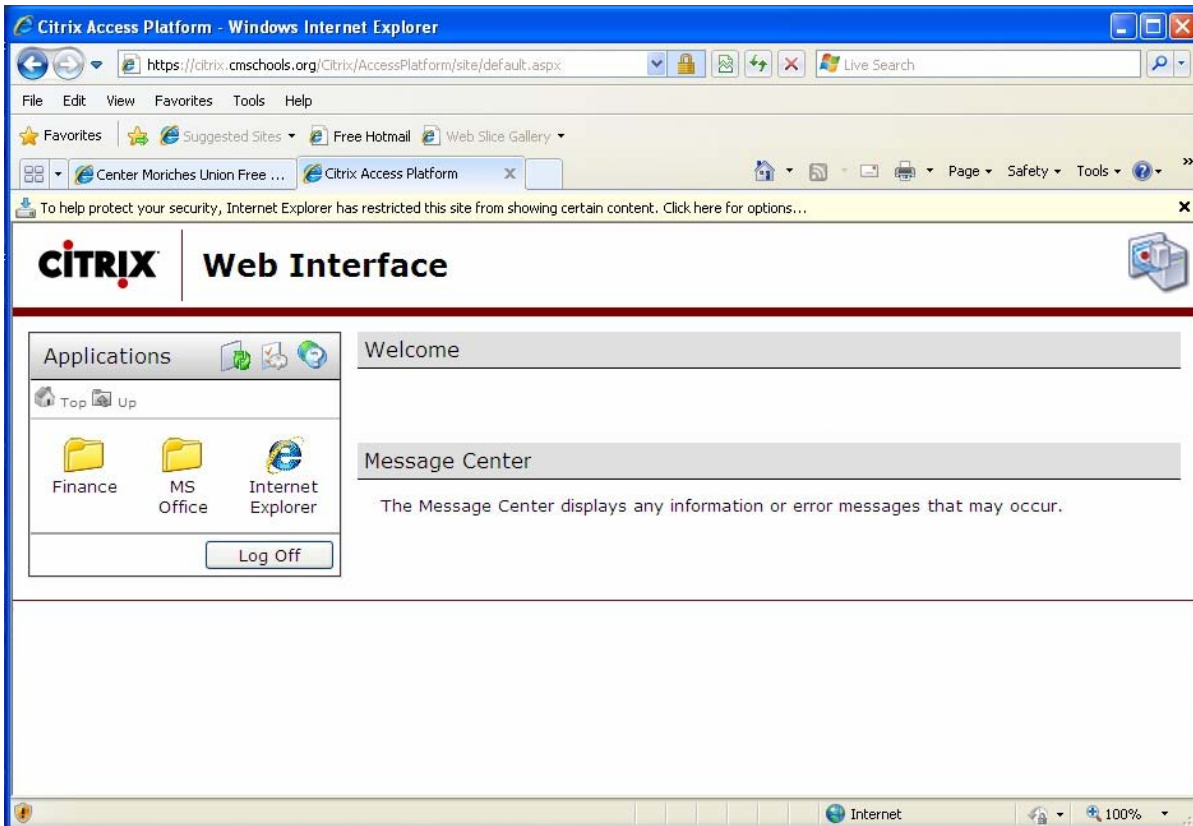 Citrix Access Platform - Windows Internet Explorer
https://citrix.cmschools.org/Citrix/AccessPlatform/site/default.aspx
Live Search
File Edit View Favorites Tools Help
Favorites Suggested Sites Free Hotmail Web Slice Gallery
Center Moriches Union Free ... Citrix Access Platform x Page Safety Tools »
To help protect your security, Internet Explorer has restricted this site from showing certain content. Click here for options... x
CITRIX Web Interface
Applications
Welcome
Top Up
Finance
MS
Office
Internet
Explorer
Message Center
The Message Center displays any information or error messages that may occur.
Log Off
Internet 100%